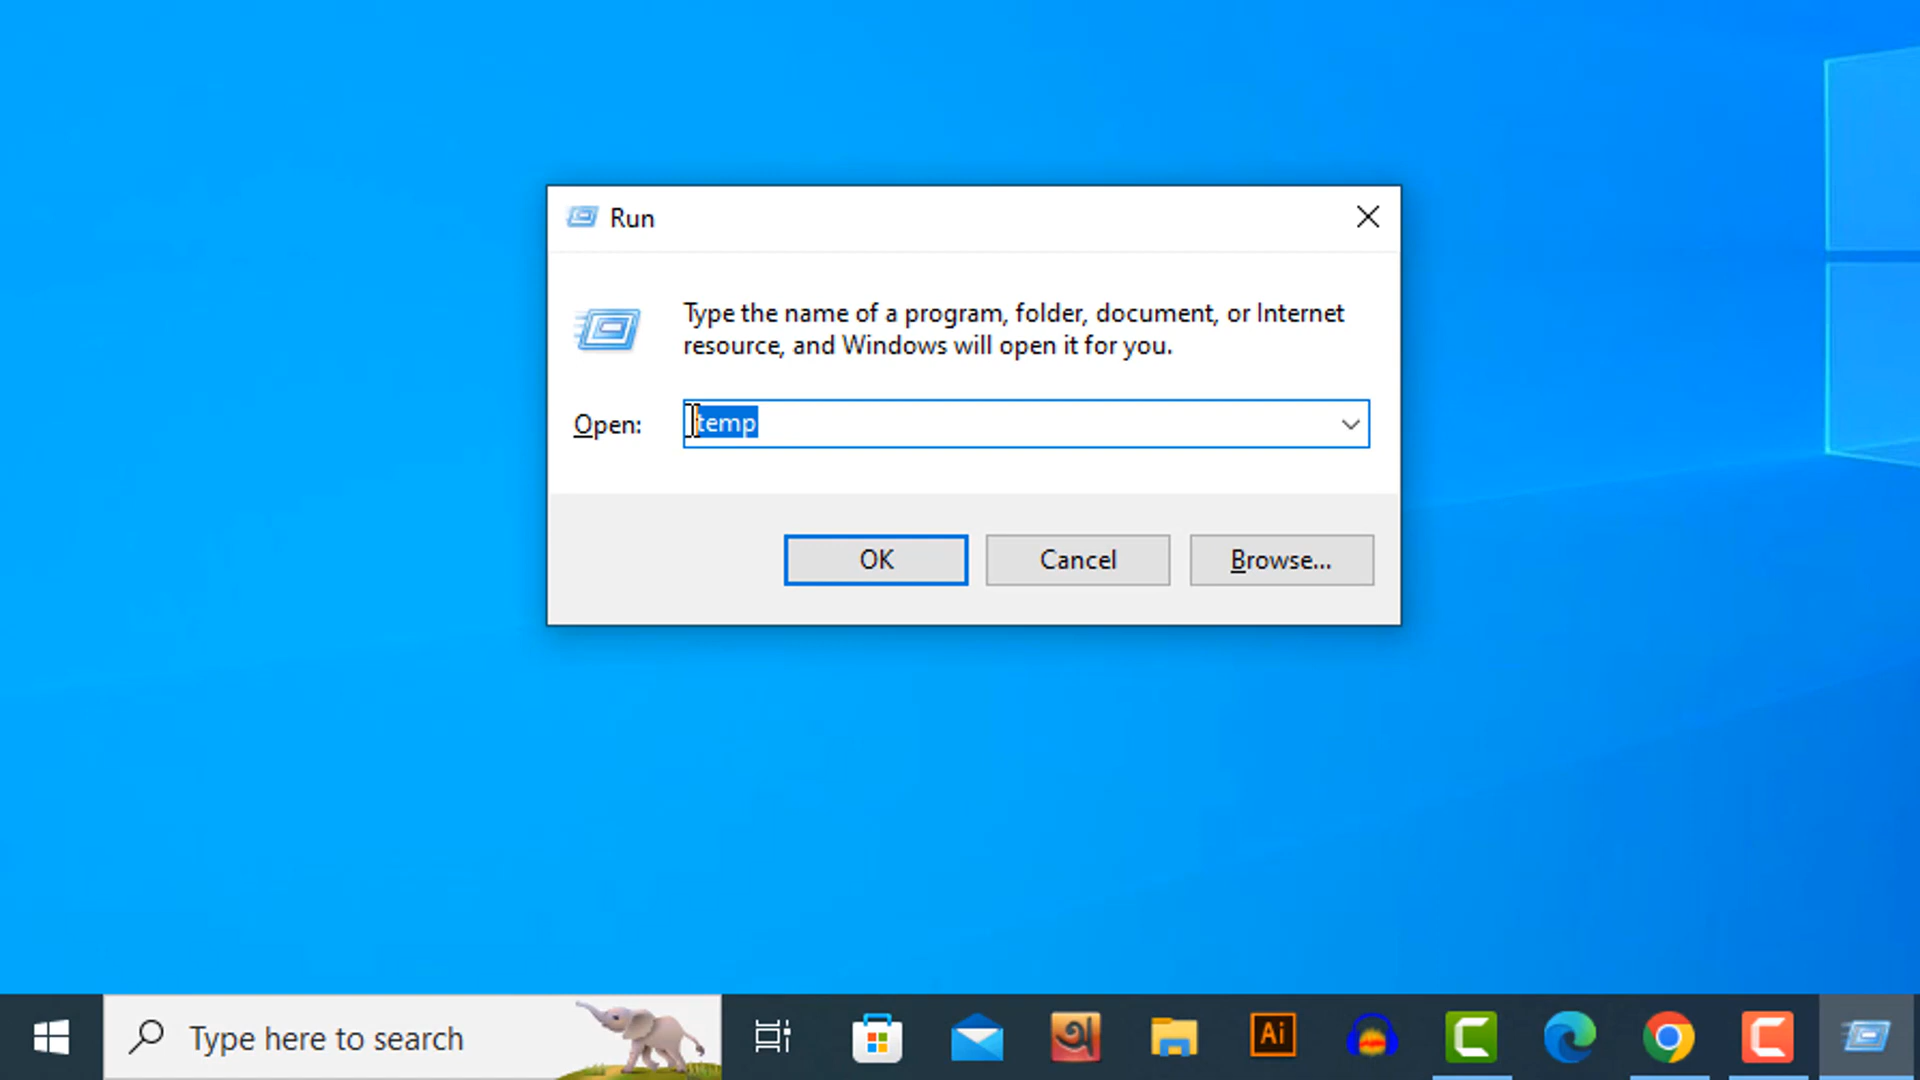 Run
Type the name of a program, folder, document, or Internet
resource, and Windows will open it for you.
Open:
temp
OK
Cancel
Browse...
Type here to search
অ
Ai